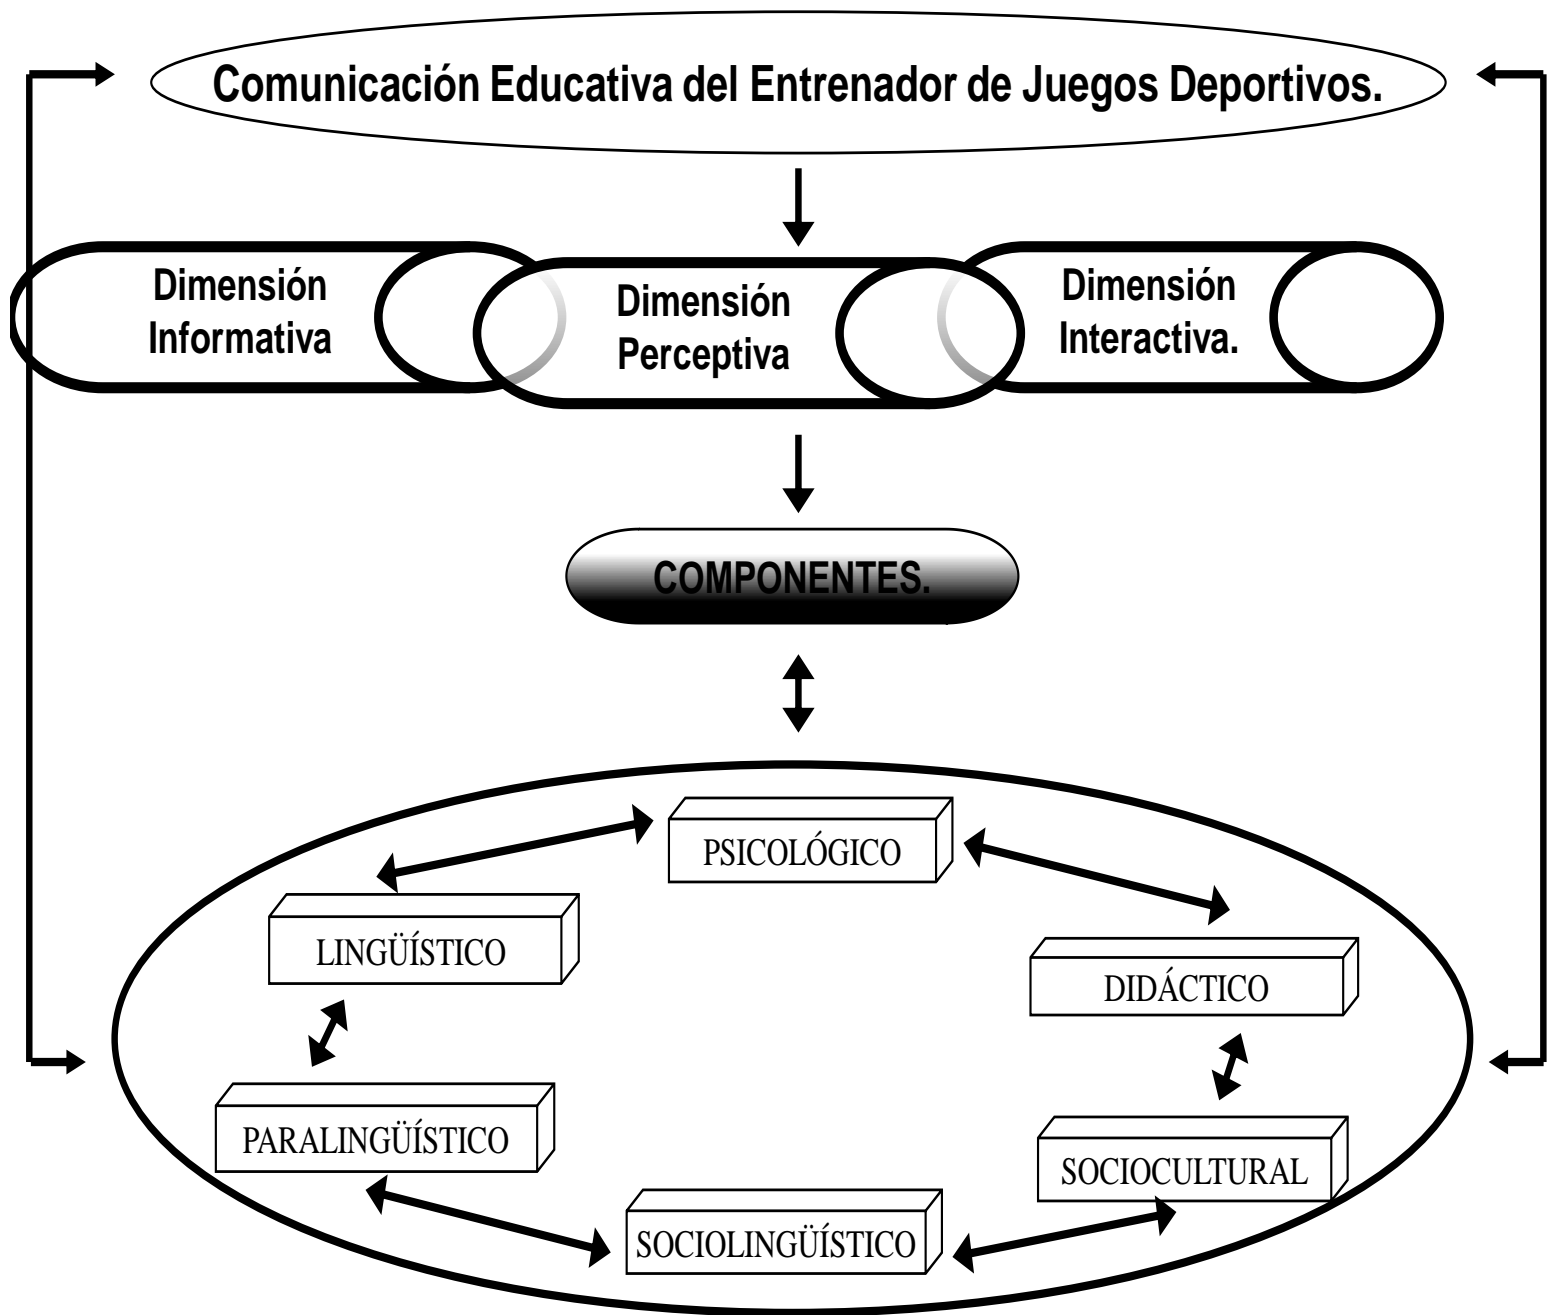 Comunicación Educativa del Entrenador de Juegos Deportivos.
Dimensión
Informativa
Dimensión
Perceptiva
Dimensión
Interactiva.
COMPONENTES.
PSICOLÓGICO
LINGÜÍSTICO
DIDÁCTICO
PARALINGÜÍSTICO
SOCIOCULTURAL
SOCIOLINGÜÍSTICO